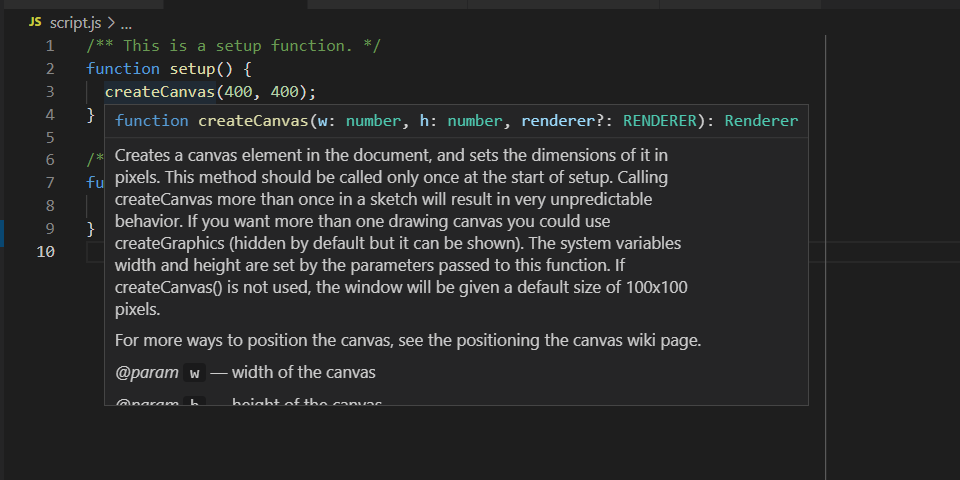 JS script.js > ...
1 /** This is a setup function. */
2 function setup() {
3 createCanvas(400, 400);
4 }
function createCanvas(w: number, h: number, renderer?: RENDERER): Renderer
5
Creates a canvas element in the document, and sets the dimensions of it in
6 /*
pixels. This method should be called only once at the start of setup. Calling
7 fu
createCanvas more than once in a sketch will result in very unpredictable
8
behavior. If you want more than one drawing canvas you could use
9 }
createGraphics (hidden by default but it can be shown). The system variables
10
width and height are set by the parameters passed to this function. If
createCanvas() is not used, the window will be given a default size of 100x100
pixels.
For more ways to position the canvas, see the positioning the canvas wiki page.
@param w — width of the canvas
@param h — height of the canvas